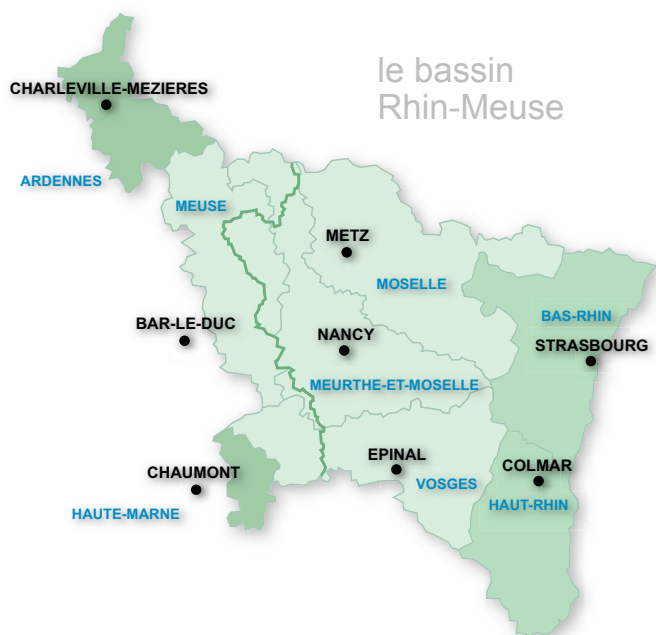 le bassin
Rhin-Meuse
CHARLEVILLE-MEZIERES
ARDENNES
MEUSE
METZ
MOSELLE
BAS-RHIN
BAR-LE-DUC
NANCY
STRASBOURG
MEURTHE-ET-MOSELLE
EPINAL
CHAUMONT
COLMAR
VOSGES
HAUT-RHIN
HAUTE-MARNE